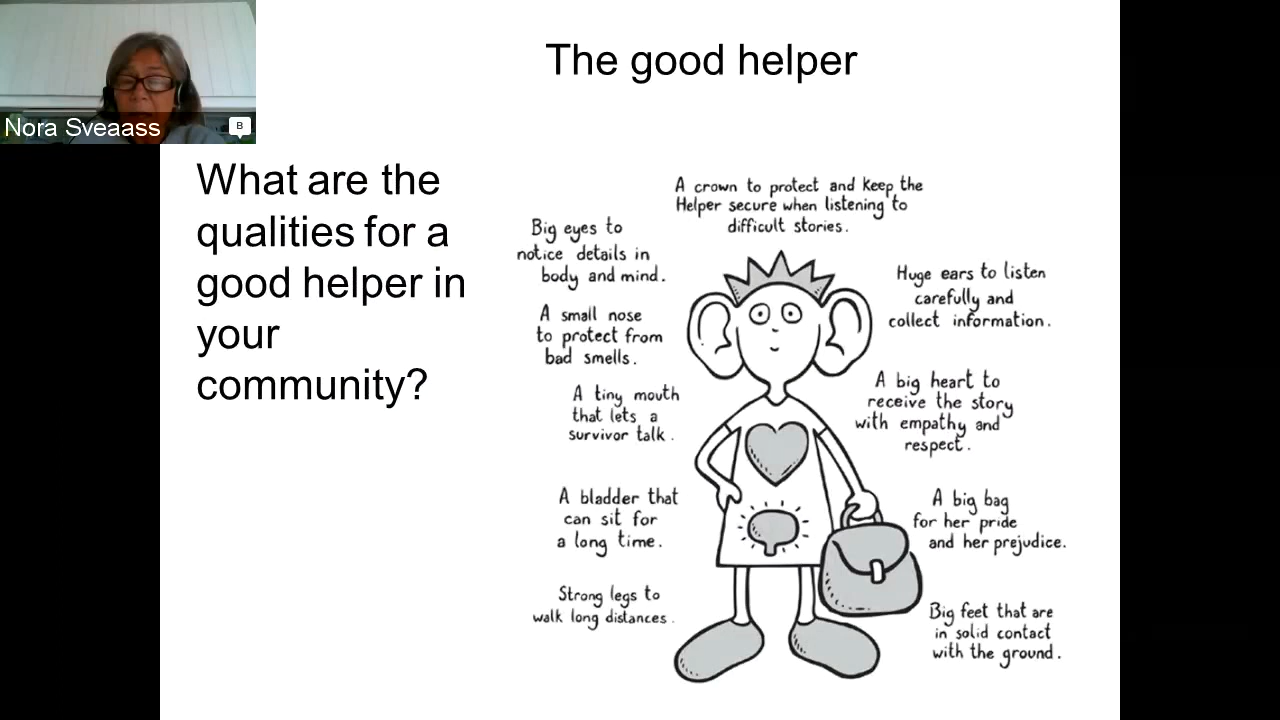 The good helper
Nora Sveaass
B
What are the
qualities for a
good helper in
your
community?
A crown to protect and keep the
Helper secure when listening to
difficult stories.
Big eyes to
notice details in
body and mind.
Huge ears to listen
carefully and
collect information.
A small nose
to protect from
bad smells.
A tiny mouth
that lets a
survivor talk.
A big heart to
receive the story
with empathy and
respect.
A bladder that
can sit for
a long time.
A big bag
for her pride
and her prejudice.
Strong legs to
walk long distances.
Big feet that are
in solid contact
with the ground.